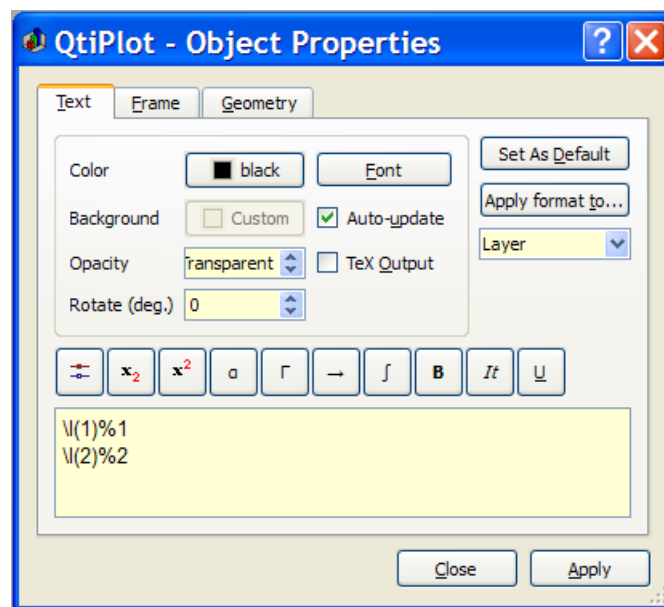 QtiPlot - Object Properties ? X
Text Frame Geometry
Color black Font Set As Default
Background Custom Auto-update Apply format to...
Opacity Transparent TeX Output Layer
Rotate (deg.) 0
x2 x2 α Γ → ∫ B It U
\l(1)%1
\l(2)%2
Close Apply